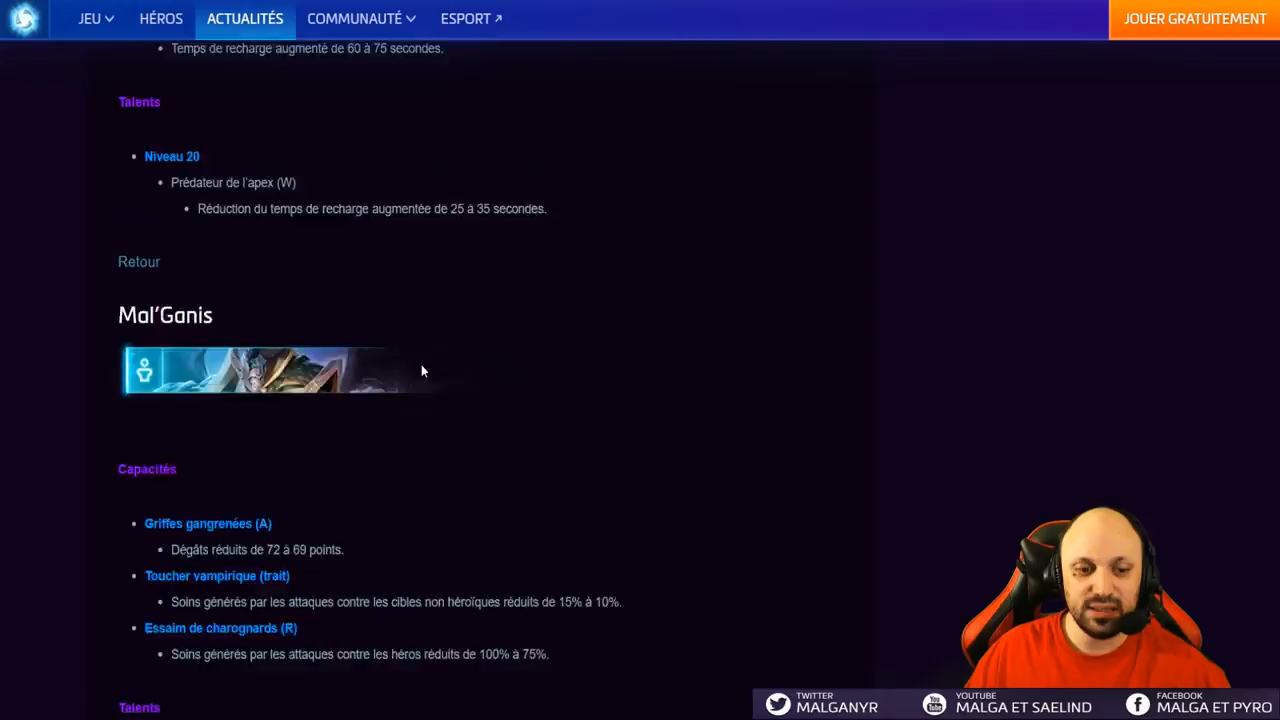 JEU HÉROS ACTUALITÉS COMMUNAUTÉ ESPORT JOUER GRATUITEMENT
Temps de recharge augmenté de 60 à 75 secondes.
Talents
Niveau 20
Prédateur de l'apex (W)
Réduction du temps de recharge augmentée de 25 à 35 secondes.
Retour
Mal'Ganis
Capacités
Griffes gangrenées (A)
Dégâts réduits de 72 à 69 points.
Toucher vampirique (trait)
Soins générés par les attaques contre les cibles non héroïques réduits de 15% à 10%.
Essaim de charognards (R)
Soins générés par les attaques contre les héros réduits de 100% à 75%.
Talents
TWITTER
MALGANYR
YOUTUBE
MALGA ET SAELIND
FACEBOOK
MALGA ET PYRO